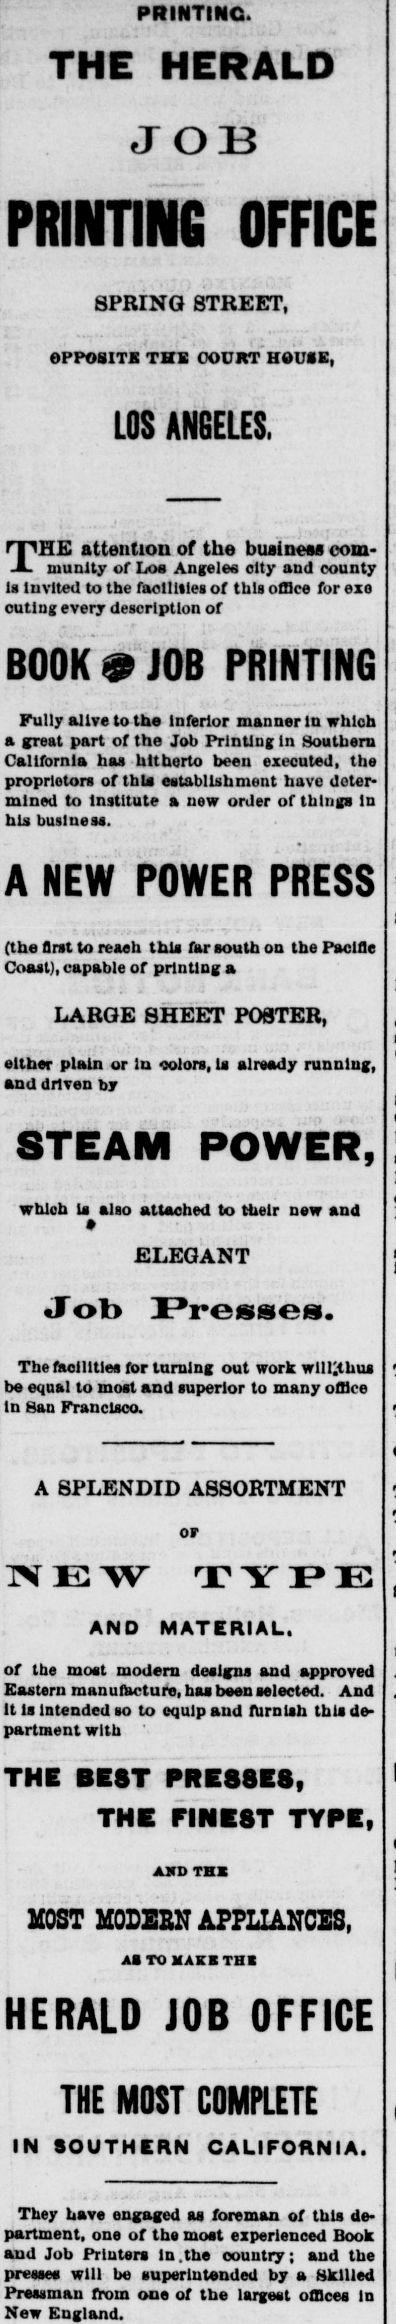 PRINTING.
THE HERALD
JOB
PRINTING OFFICE
SPRING STREET,
OPPOSITE THE COURT HOUSE,
LOS ANGELES.
THE attention of the business com-
munity of Los Angeles city and county
is invited to the facilities of this office for exe
cuting every description of
BOOK & JOB PRINTING
Fully alive to the inferior manner in which
a great part of the Job Printing in Southern
California has hitherto been executed, the
proprietors of this establishment have deter-
mined to institute a new order of things in
his business.
A NEW POWER PRESS
(the first to reach this far south on the Pacific
Coast), capable of printing a
LARGE SHEET POSTER,
either plain or in colors, is already running,
and driven by
STEAM POWER,
which is also attached to their new and
ELEGANT
Job Presses.
The facilities for turning out work will thus
be equal to most and superior to many office
in San Francisco.
A SPLENDID ASSORTMENT
OF
NEW TYPE
AND MATERIAL.
of the most modern designs and approved
Eastern manufacture, has been selected. And
it is intended so to equip and furnish this de-
partment with
THE BEST PRESSES,
THE FINEST TYPE,
AND THE
MOST MODERN APPLIANCES,
AS TO MAKE THE
HERALD JOB OFFICE
THE MOST COMPLETE
IN SOUTHERN CALIFORNIA.
They have engaged as foreman of this de-
partment, one of the most experienced Book
and Job Printers in the country; and the
presses will be superintended by a Skilled
Pressman from one of the largest offices in
New England.